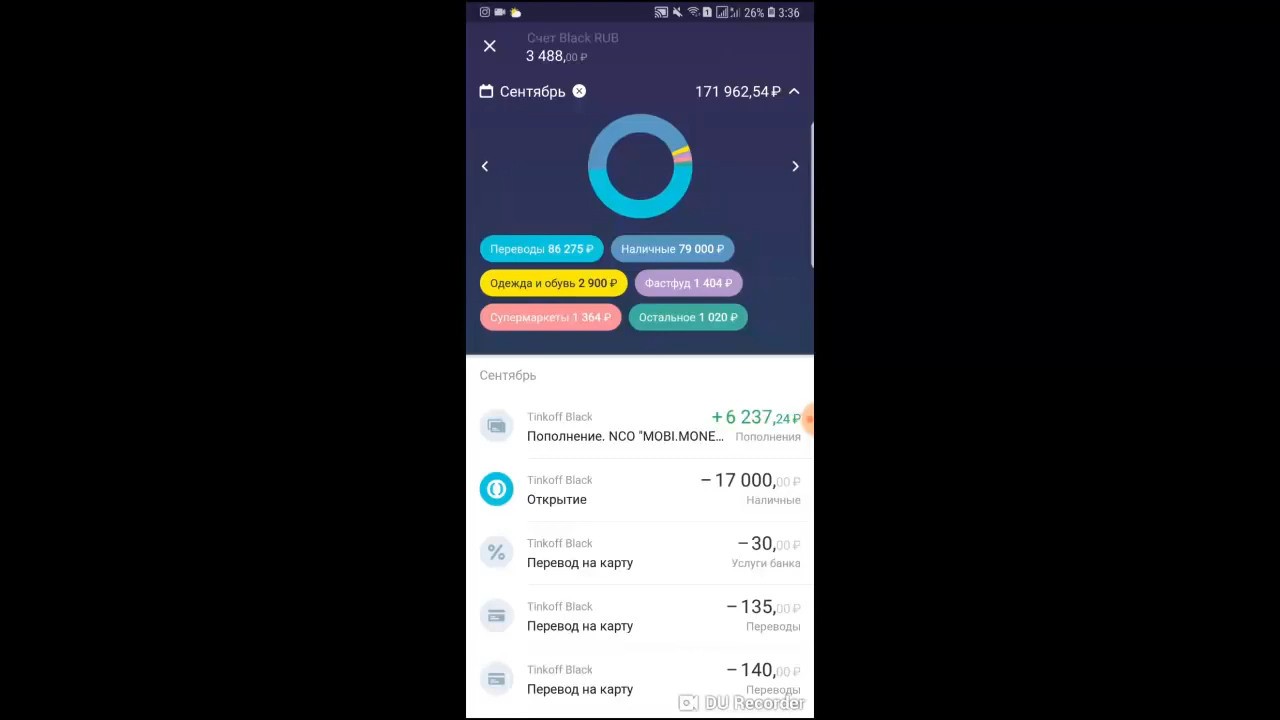 26% 3:36
Счет Black RUB
3 488,00 ₽
Сентябрь 171 962,54 ₽
Переводы 86 275 ₽ Наличные 79 000 ₽
Одежда и обувь 2 900 ₽ Фастфуд 1 404 ₽
Супермаркеты 1 364 ₽ Остальное 1 020 ₽
Сентябрь
Tinkoff Black +6 237,24 ₽
Пополнение. NCO "MOBI.MONE... Пополнения
Tinkoff Black –17 000,00 ₽
Открытие Наличные
Tinkoff Black –30,00 ₽
Перевод на карту Услуги банка
Tinkoff Black –135,00 ₽
Перевод на карту Переводы
Tinkoff Black –140,00 ₽
Перевод на карту Переводы
DU Recorder